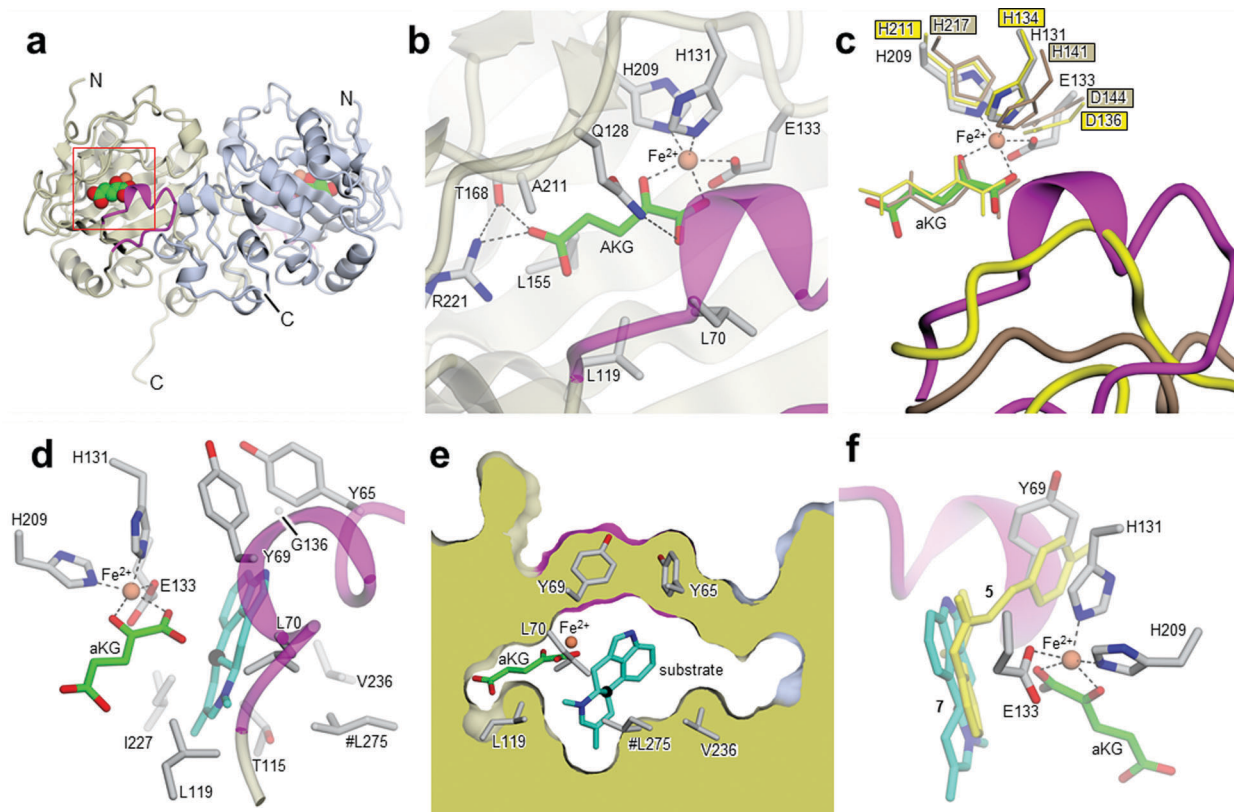 a
N
N
C
C
b
H131
H209
Q128
E133
Fe2+
T168
A211
AKG
L155
R221
L70
L119
c
H211
H217
H134
H209
H131
H141
E133
D144
Fe2+
D136
aKG
d
H131
Y65
H209
G136
Fe2+
Y69
E133
L70
aKG
V236
I227
#L275
T115
L119
e
Y69
Y65
L70
Fe2+
aKG
substrate
L119
#L275
V236
f
Y69
H131
5
Fe2+
H209
E133
7
aKG